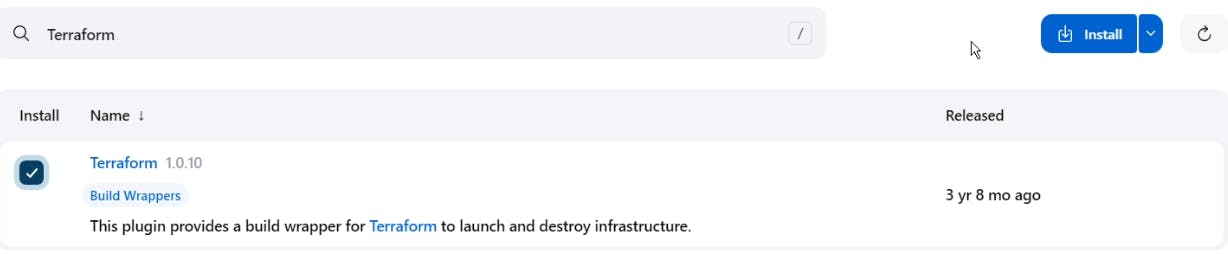 Terraform /
Install
Install Name ↓ Released
Terraform 1.0.10
Build Wrappers
3 yr 8 mo ago
This plugin provides a build wrapper for Terraform to launch and destroy infrastructure.